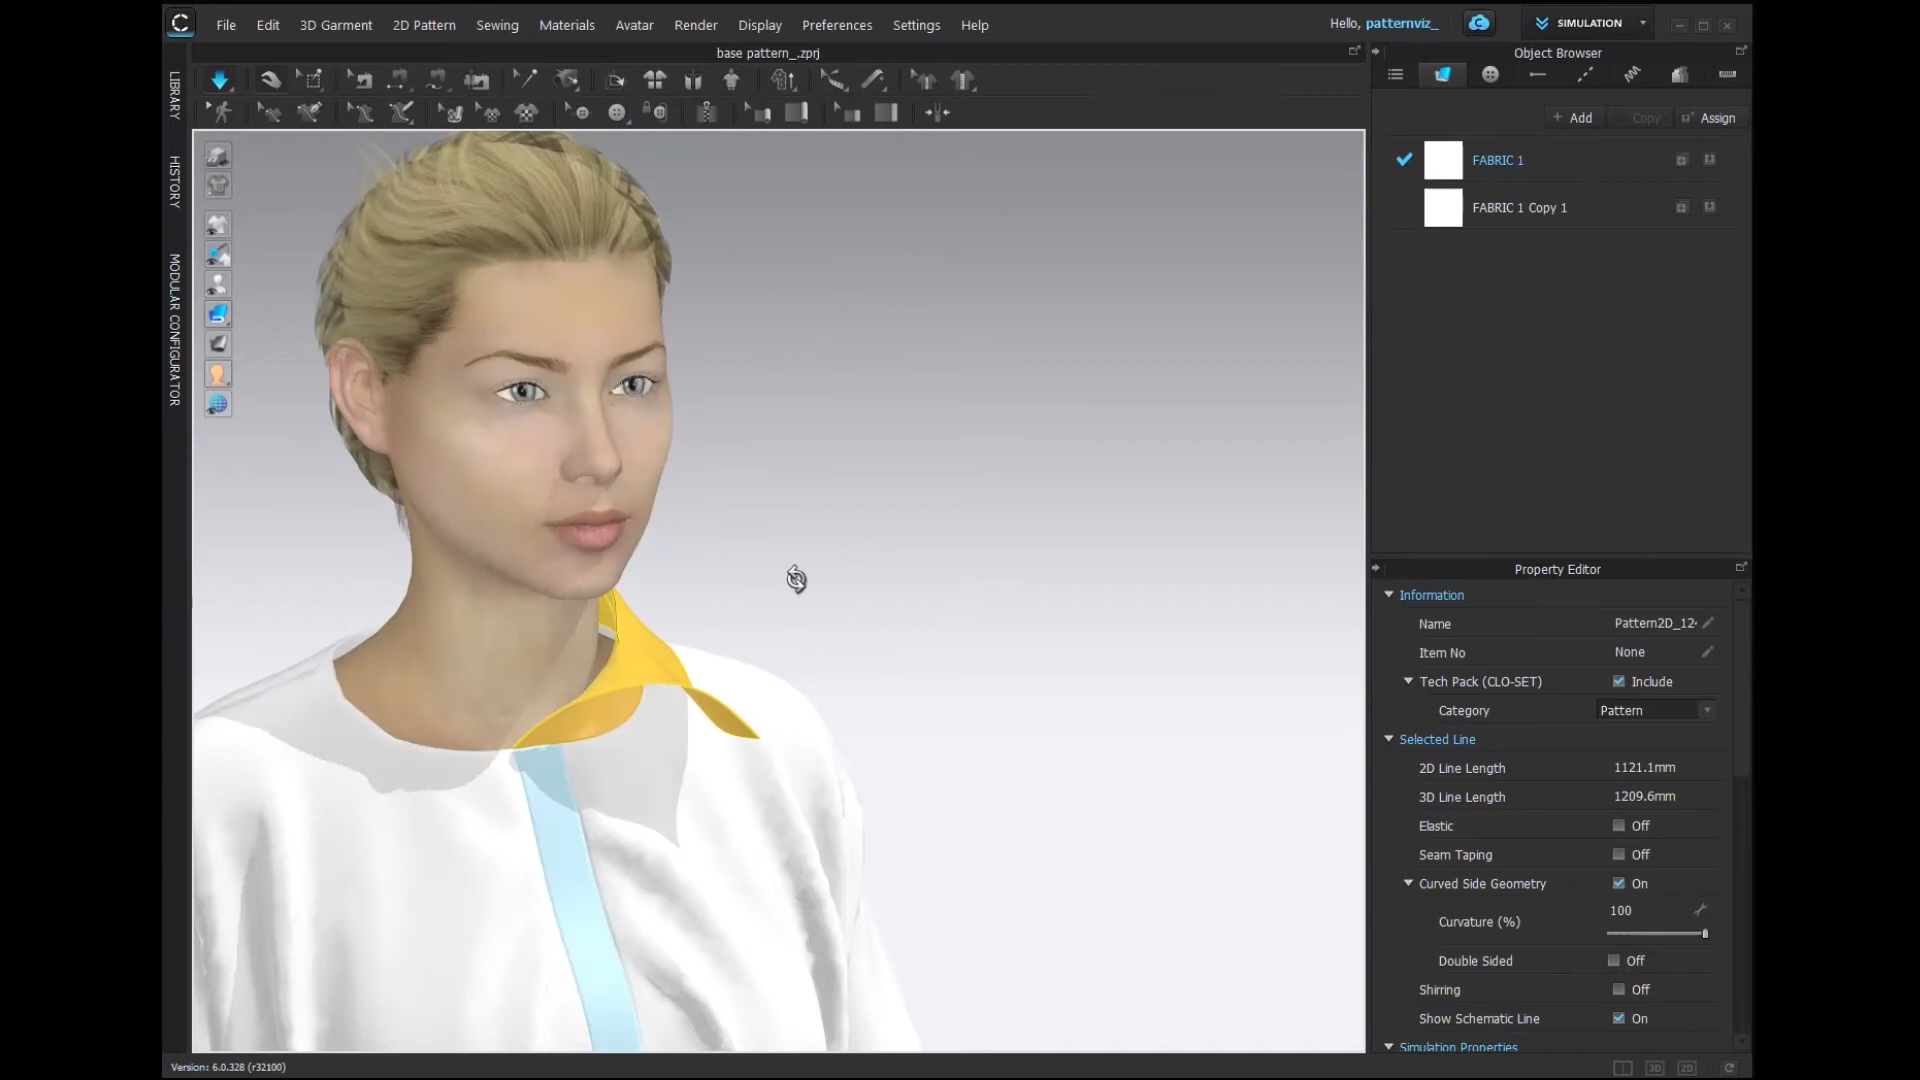 File Edit 3D Garment 2D Pattern Sewing Materials Avatar Render Display Preferences Settings Help
Hello, patternviz_
SIMULATION
base pattern_.zprj
LIBRARY
HISTORY
MODULAR CONFIGURATOR
Object Browser
+ Add Copy Assign
FABRIC 1
FABRIC 1 Copy 1
Property Editor
Information
Name Pattern2D_124
Item No None
Tech Pack (CLO-SET) Include
Category Pattern
Selected Line
2D Line Length 1121.1mm
3D Line Length 1209.6mm
Elastic Off
Seam Taping Off
Curved Side Geometry On
Curvature (%) 100
Double Sided Off
Shirring Off
Show Schematic Line On
Simulation Properties
Version: 6.0.328 (r32100)
3D 2D